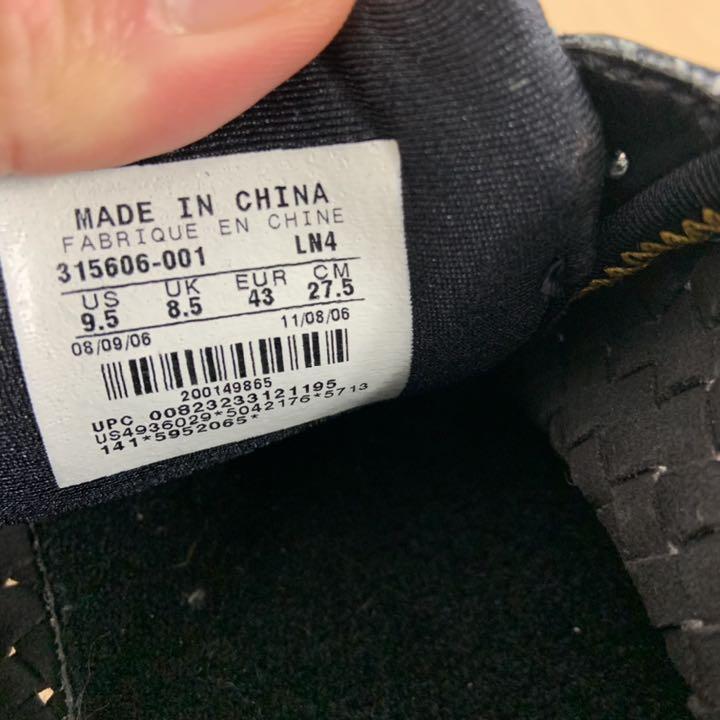 MADE IN CHINA
FABRIQUE EN CHINE
315606-001 LN4
US UK EUR CM
9.5 8.5 43 27.5
08/09/06 11/08/06
200149865
UPC 00823233121195
US4936029*5042176*5713
141*5952065*